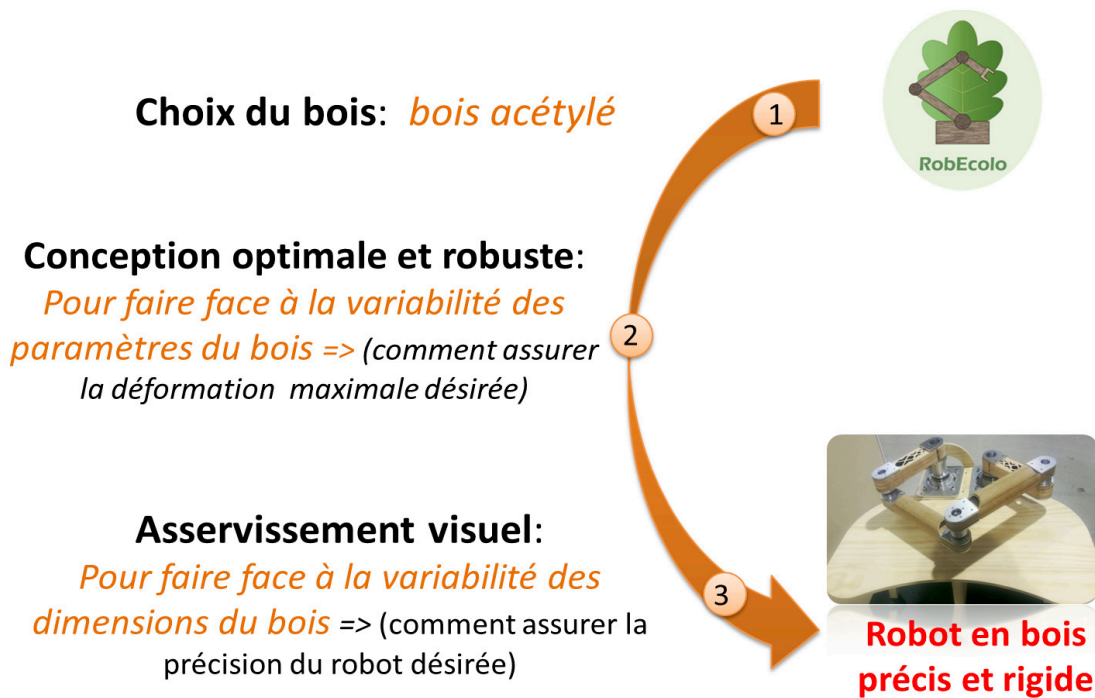 Choix du bois: bois acétylé
1
RobEcolo
Conception optimale et robuste:
Pour faire face à la variabilité des
paramètres du bois => (comment assurer
la déformation maximale désirée)
2
Asservissement visuel:
Pour faire face à la variabilité des
dimensions du bois => (comment assurer la
précision du robot désirée)
3
Robot en bois
précis et rigide